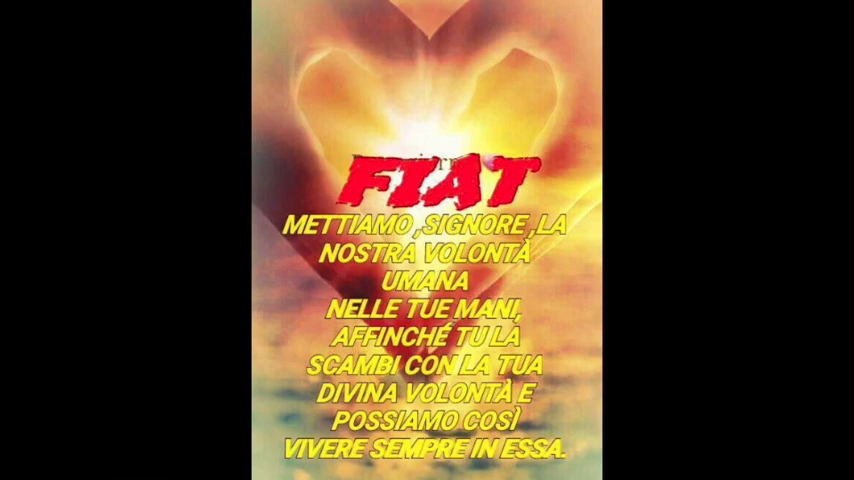 FIAT
METTIAMO ,SIGNORE ,LA
NOSTRA VOLONTÀ
UMANA
NELLE TUE MANI,
AFFINCHÉ TU LA
SCAMBI CON LA TUA
DIVINA VOLONTÀ E
POSSIAMO COSÌ
VIVERE SEMPRE IN ESSA.